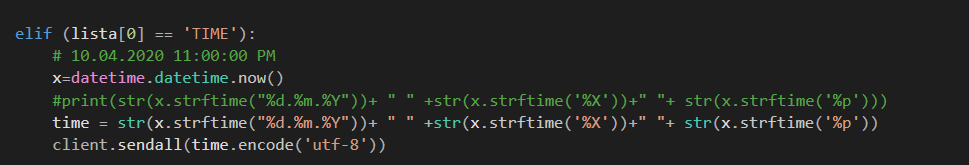 elif (lista[0] == 'TIME'):
    # 10.04.2020 11:00:00 PM
    x=datetime.datetime.now()
    #print(str(x.strftime("%d.%m.%Y"))+ " " +str(x.strftime('%X'))+" "+ str(x.strftime('%p')))
    time = str(x.strftime("%d.%m.%Y"))+ " " +str(x.strftime('%X'))+" "+ str(x.strftime('%p'))
    client.sendall(time.encode('utf-8'))